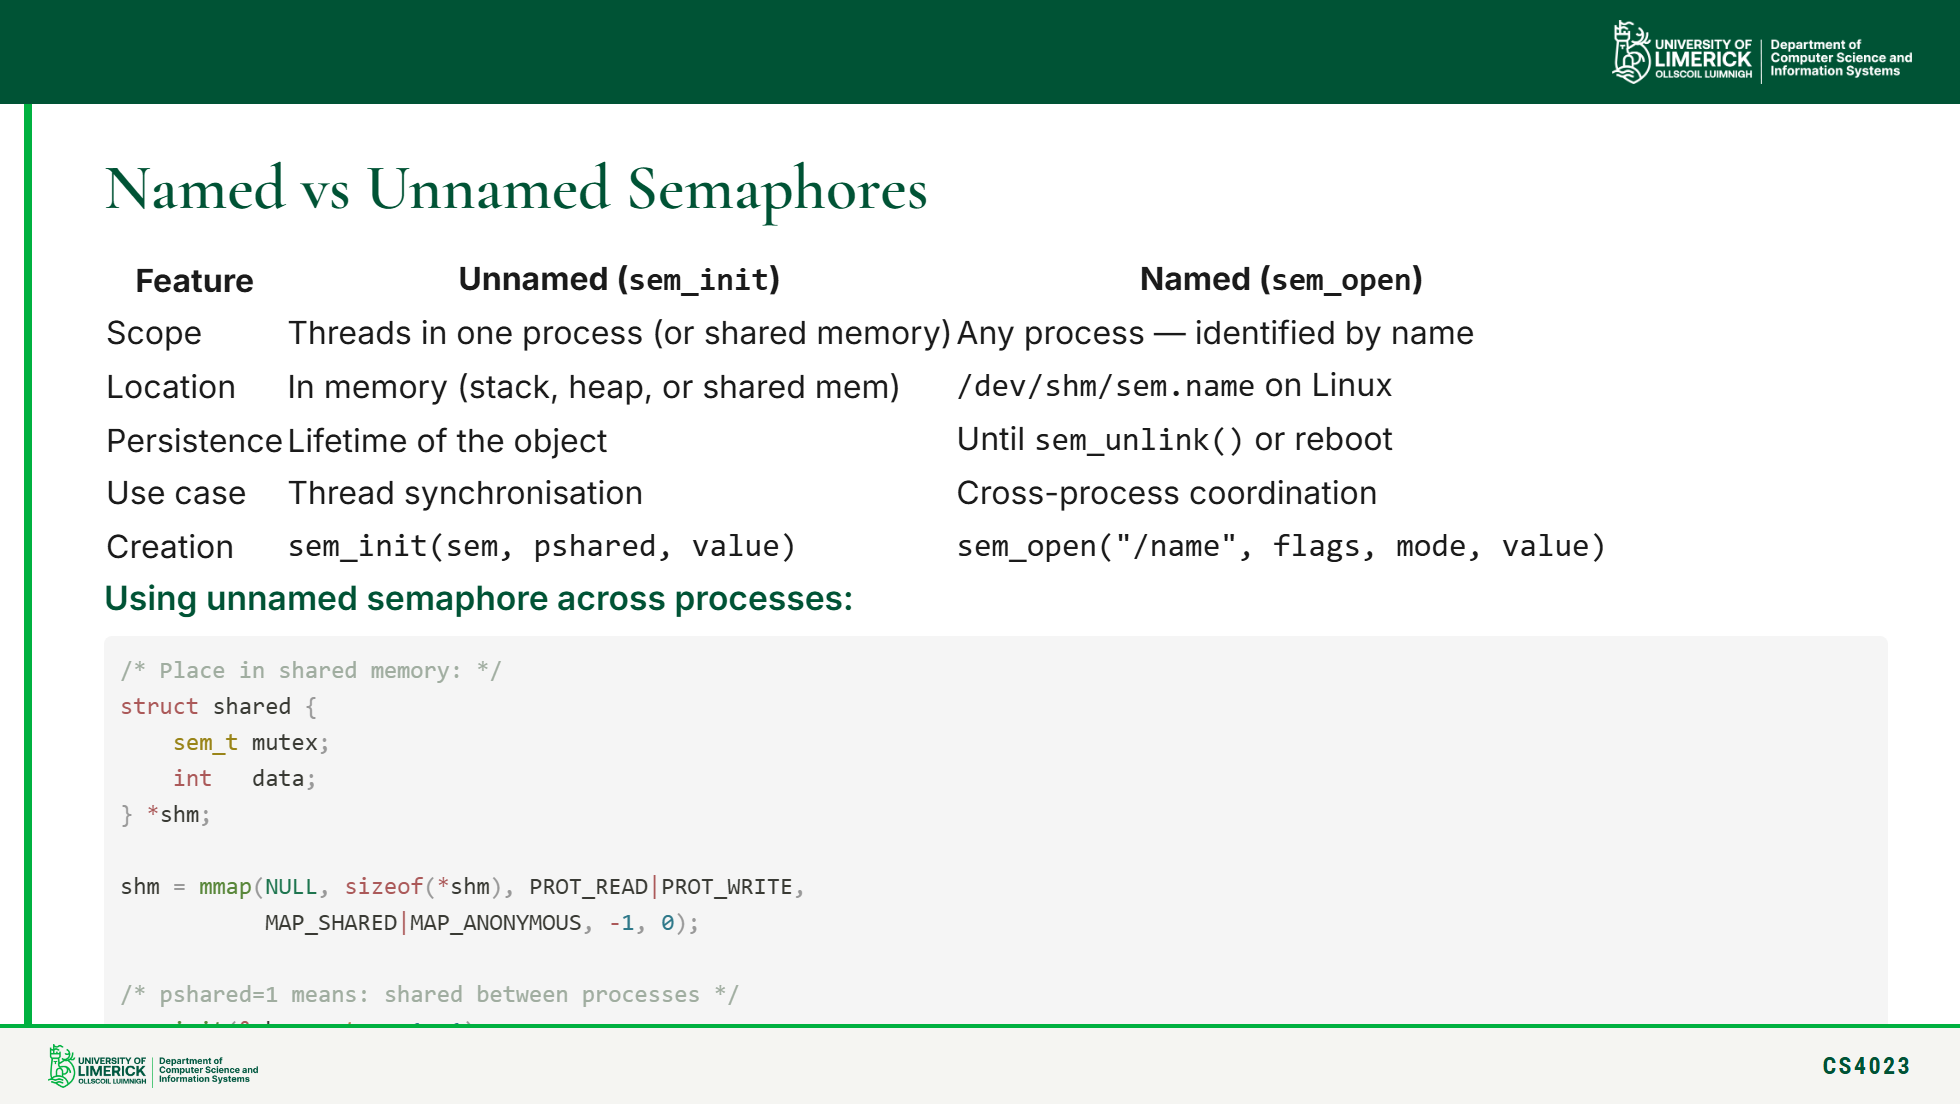 UNIVERSITY OF
LIMERICK
OLLSCOIL LUIMNIGH
Department of
Computer Science and
Information Systems
Named vs Unnamed Semaphores
Feature Unnamed (sem_init) Named (sem_open)
Scope Threads in one process (or shared memory) Any process — identified by name
Location In memory (stack, heap, or shared mem) /dev/shm/sem.name on Linux
Persistence Lifetime of the object Until sem_unlink() or reboot
Use case Thread synchronisation Cross-process coordination
Creation sem_init(sem, pshared, value) sem_open("/name", flags, mode, value)
Using unnamed semaphore across processes:
/* Place in shared memory: */
struct shared {
    sem_t mutex;
    int   data;
} *shm;
shm = mmap(NULL, sizeof(*shm), PROT_READ|PROT_WRITE,
           MAP_SHARED|MAP_ANONYMOUS, -1, 0);
/* pshared=1 means: shared between processes */
UNIVERSITY OF
LIMERICK
OLLSCOIL LUIMNIGH
Department of
Computer Science and
Information Systems
CS4023